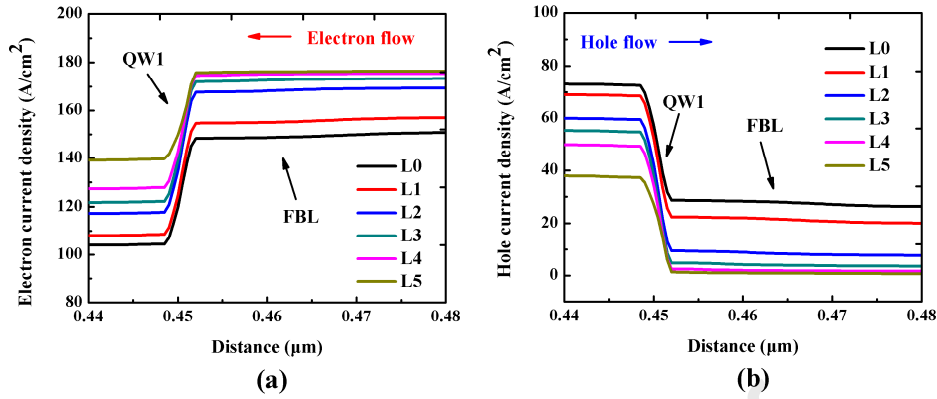 (a)
Electron current density (A/cm²)
200
180
160
140
120
100
80
Electron flow
QW1
FBL
L0
L1
L2
L3
L4
L5
0.44
0.45
0.46
0.47
0.48
Distance (μm)
(a)
(b)
Hole current density (A/cm²)
100
80
60
40
20
0
Hole flow
QW1
FBL
L0
L1
L2
L3
L4
L5
0.44
0.45
0.46
0.47
0.48
Distance (μm)
(b)